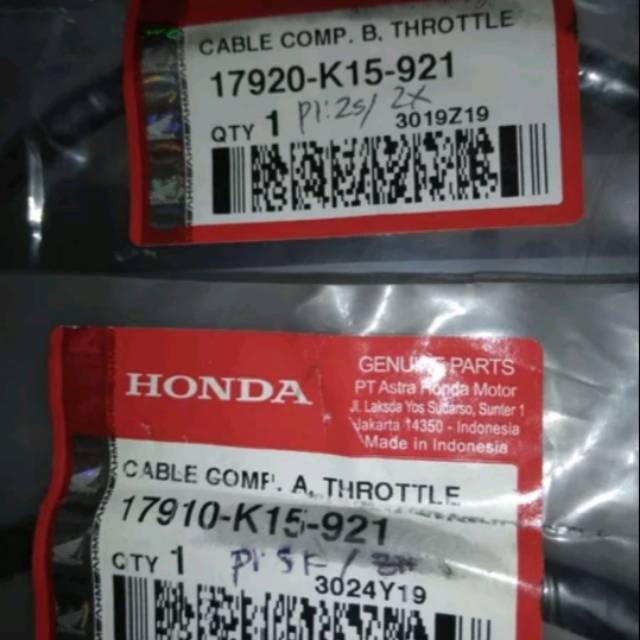 CABLE COMP. B, THROTTLE
17920-K15-921
QTY 1
3019Z19
HONDA
GENUINE PARTS
PT Astra Honda Motor
Jl. Laksda Yos Sudarso, Sunter 1
Jakarta 14350 - Indonesia
Made in Indonesia
CABLE COMP. A, THROTTLE
17910-K15-921
QTY 1
3024Y19